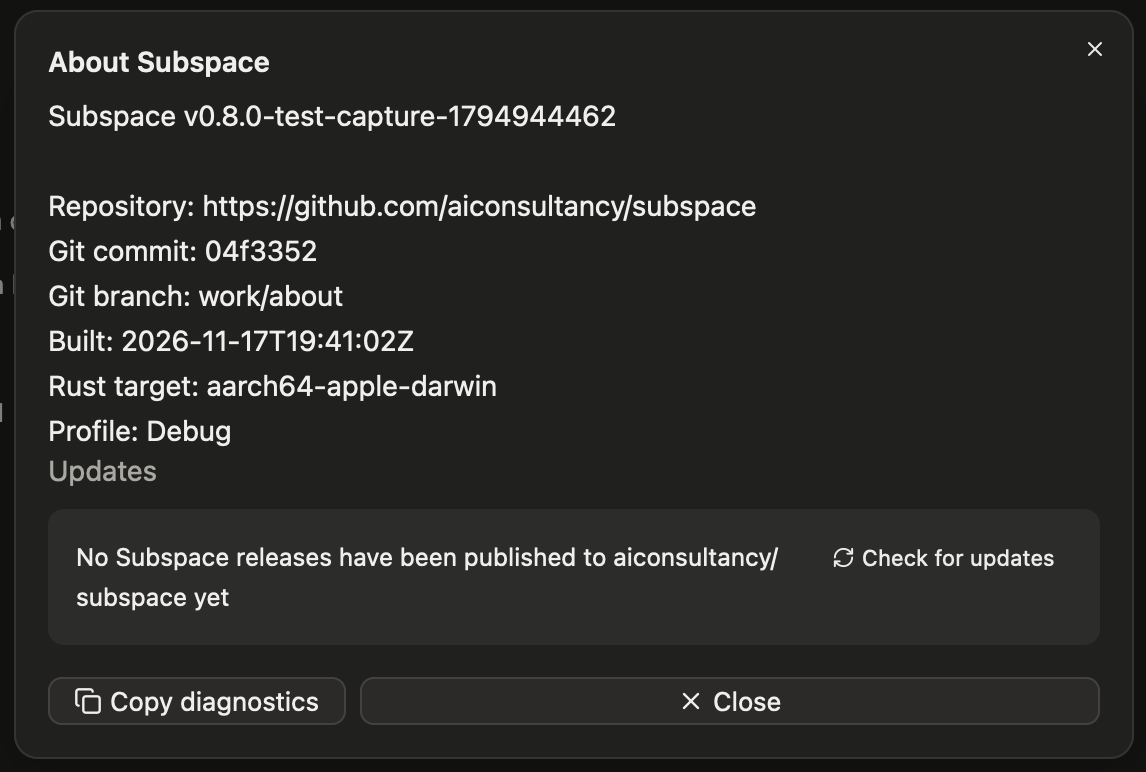 About Subspace
Subspace v0.8.0-test-capture-1794944462
Repository: https://github.com/aiconsultancy/subspace
Git commit: 04f3352
Git branch: work/about
Built: 2026-11-17T19:41:02Z
Rust target: aarch64-apple-darwin
Profile: Debug
Updates
No Subspace releases have been published to aiconsultancy/
subspace yet
Check for updates
Copy diagnostics
Close